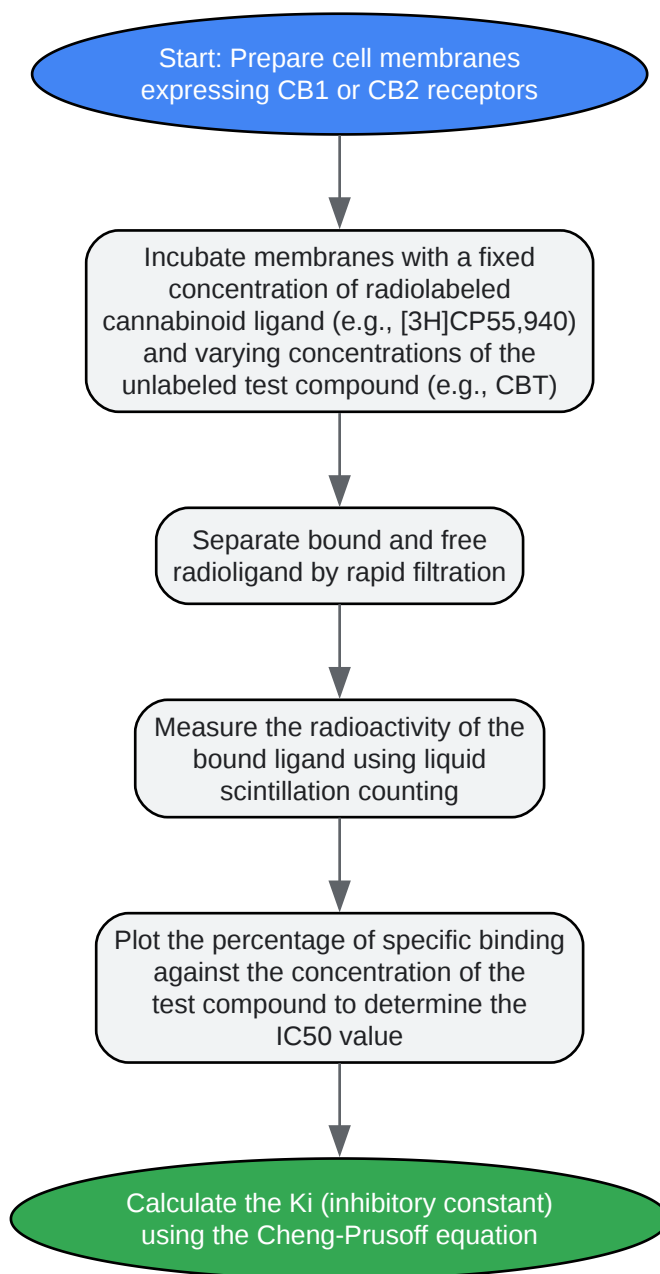 Start: Prepare cell membranes
expressing CB1 or CB2 receptors
Incubate membranes with a fixed
concentration of radiolabeled
cannabinoid ligand (e.g., [3H]CP55,940)
and varying concentrations of the
unlabeled test compound (e.g., CBT)
Separate bound and free
radioligand by rapid filtration
Measure the radioactivity of the
bound ligand using liquid
scintillation counting
Plot the percentage of specific binding
against the concentration of the
test compound to determine the
IC50 value
Calculate the Ki (inhibitory constant)
using the Cheng-Prusoff equation